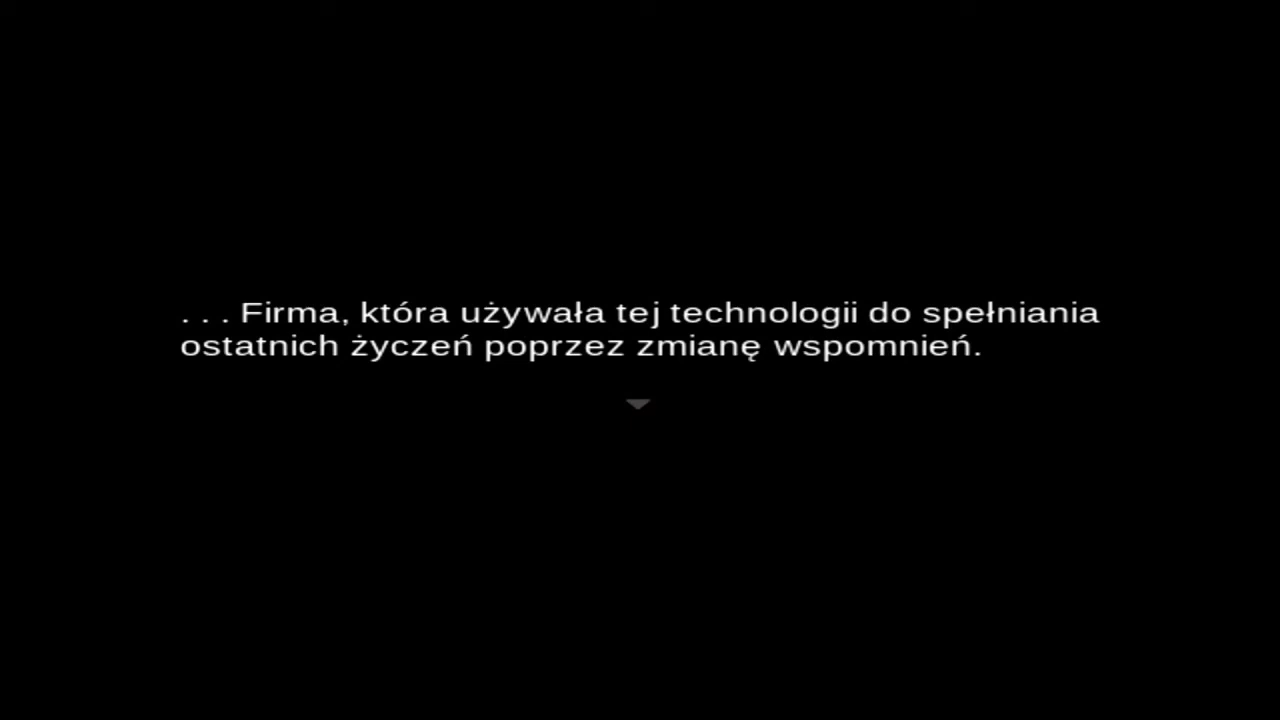 . . . Firma, która używała tej technologii do spełniania
ostatnich życzeń poprzez zmianę wspomnień.